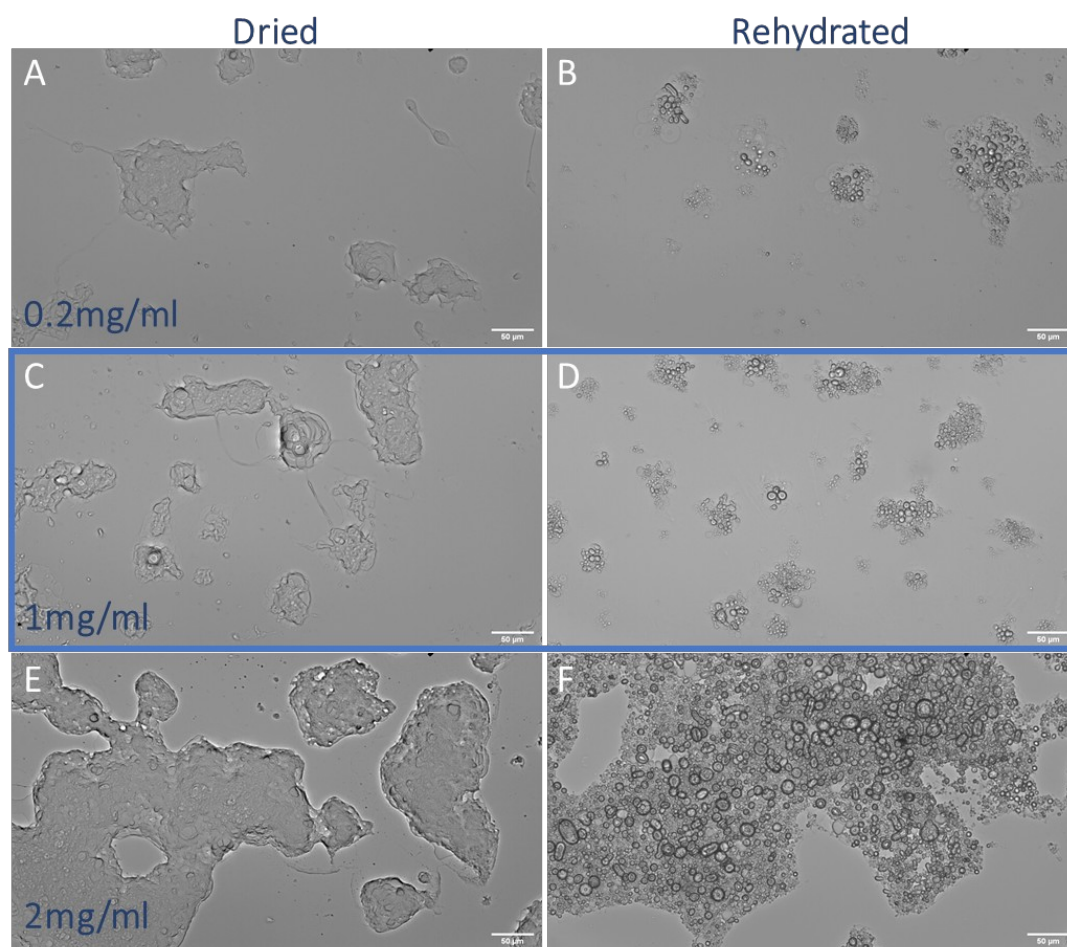 Dried Rehydrated
A B
0.2mg/ml 50 µm 50 µm
C D
1mg/ml 50 µm 50 µm
E F
2mg/ml 50 µm 50 µm